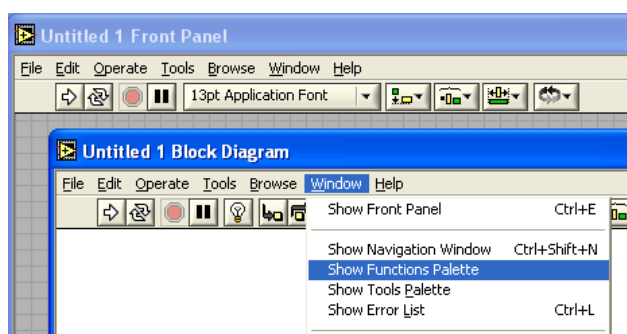 Untitled 1 Front Panel
File Edit Operate Tools Browse Window Help
13pt Application Font
Untitled 1 Block Diagram
File Edit Operate Tools Browse Window Help
Show Front Panel Ctrl+E
Show Navigation Window Ctrl+Shift+N
Show Functions Palette
Show Tools Palette
Show Error List Ctrl+L